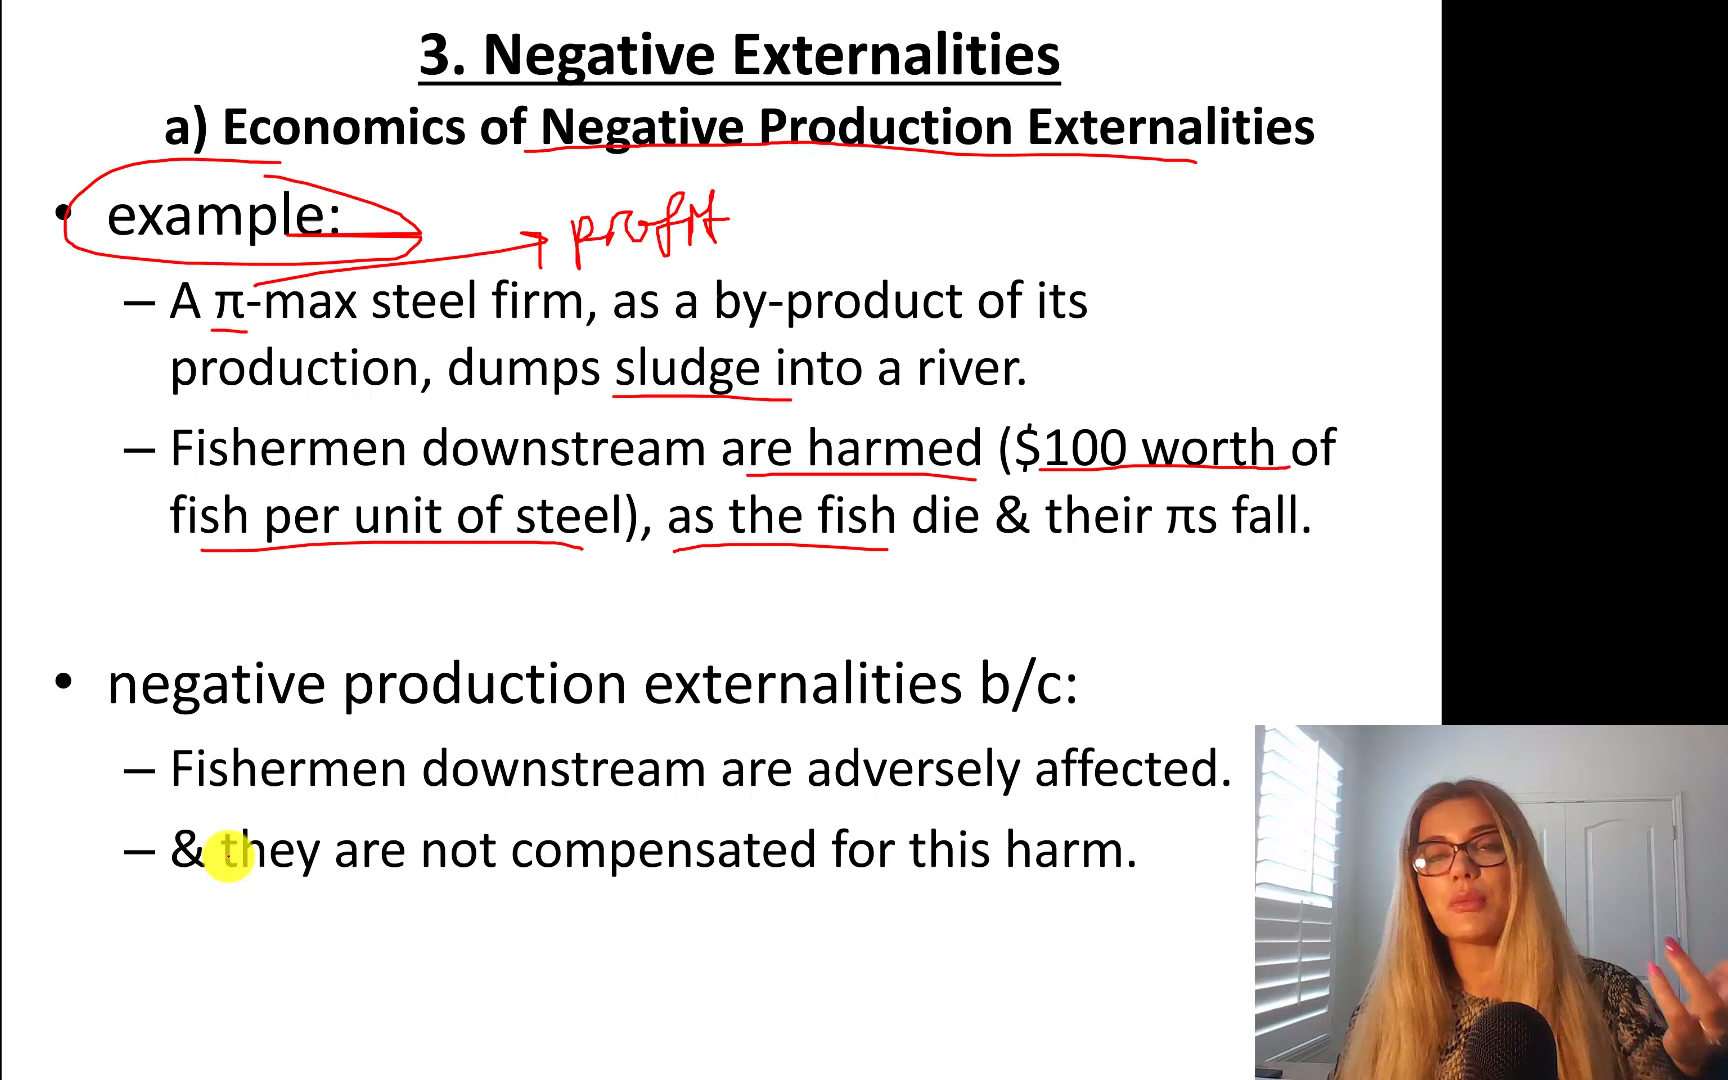 3. Negative Externalities
a) Economics of Negative Production Externalities
• example:
profit
– A π-max steel firm, as a by-product of its
production, dumps sludge into a river.
– Fishermen downstream are harmed ($100 worth of
fish per unit of steel), as the fish die & their πs fall.
• negative production externalities b/c:
– Fishermen downstream are adversely affected.
– & they are not compensated for this harm.